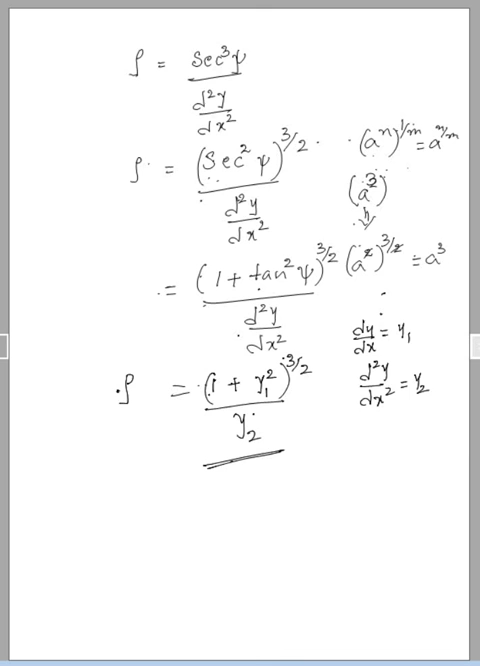 ρ = sec³ψ / (d²y/dx²)
ρ = (sec²ψ)^(3/2) / (d²y/dx²)
(aⁿ)^(1/m) = a^(n/m)
(a³)
= (1 + tan²ψ)^(3/2) / (d²y/dx²)
(a²)^(3/2) = a³
dy/dx = y₁
ρ = (1 + y₁²)^(3/2) / y₂
d²y/dx² = y₂